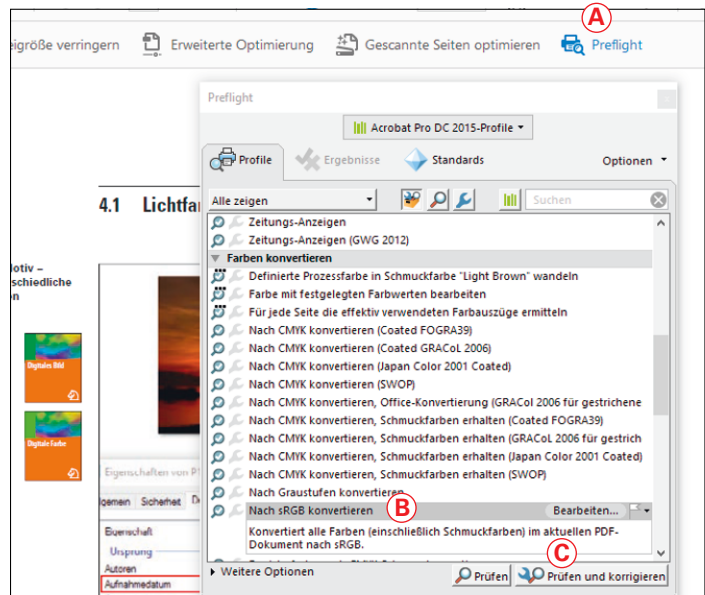 A
eigröße verringern Erweiterte Optimierung Gescannte Seiten optimieren Preflight
Preflight
Acrobat Pro DC 2015-Profile
Profile Ergebnisse Standards Optionen
4.1 Lichtfa
Alle zeigen Suchen
Zeitungs-Anzeigen
Zeitungs-Anzeigen (GWG 2012)
Farben konvertieren
Definierte Prozessfarbe in Schmuckfarbe "Light Brown" wandeln
Farbe mit festgelegten Farbwerten bearbeiten
Für jede Seite die effektiv verwendeten Farbauszüge ermitteln
Nach CMYK konvertieren (Coated FOGRA39)
Nach CMYK konvertieren (Coated GRACoL 2006)
Nach CMYK konvertieren (Japan Color 2001 Coated)
Nach CMYK konvertieren (SWOP)
Nach CMYK konvertieren, Office-Konvertierung (GRACol 2006 für gestrichene
Nach CMYK konvertieren, Schmuckfarben erhalten (Coated FOGRA39)
Nach CMYK konvertieren, Schmuckfarben erhalten (GRACoL 2006 für gestrich
Nach CMYK konvertieren, Schmuckfarben erhalten (Japan Color 2001 Coated)
Nach CMYK konvertieren, Schmuckfarben erhalten (SWOP)
Nach Graustufen konvertieren
Nach sRGB konvertieren B Bearbeiten...
Konvertiert alle Farben (einschließlich Schmuckfarben) im aktuellen PDF-
Dokument nach sRGB.
C
Weitere Optionen Prüfen Prüfen und korrigieren
lotiv –
schiedliche
en
Digitales Bild
Digitale Farbe
Eigenschaften von P
lgemein Sicherheit De
Eigenschaft
Ursprung
Autoren
Aufnahmedatum